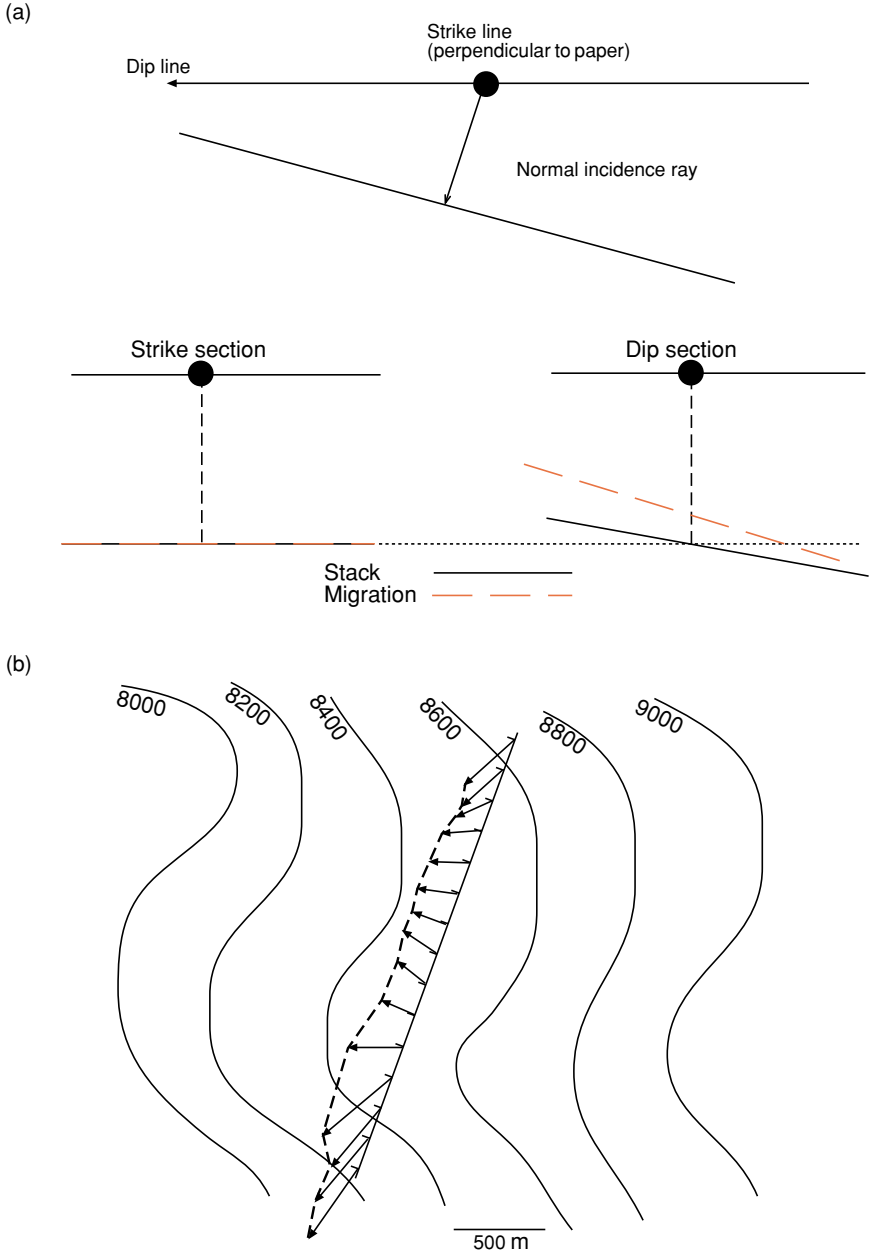 (a)
Strike line
(perpendicular to paper)
Dip line
Normal incidence ray
Strike section
Dip section
Stack
Migration
(b)
8000
8200
8400
8600
8800
9000
500 m